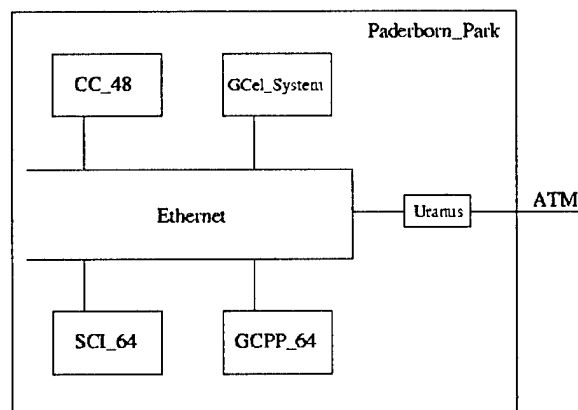 Paderborn_Park
CC_48
GCel_System
Ethernet
Uranus
ATM
SCI_64
GCPP_64